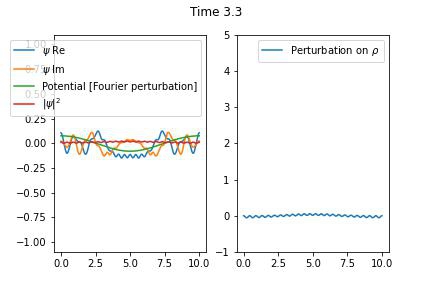 Time 3.3
1.00
0.75
0.50
0.25
0.00
−0.25
−0.50
−0.75
−1.00
0.0 2.5 5.0 7.5 10.0
ψ Re
ψ Im
Potential [Fourier perturbation]
|ψ|²
5
4
3
2
1
0
−1
0.0 2.5 5.0 7.5 10.0
Perturbation on ρ